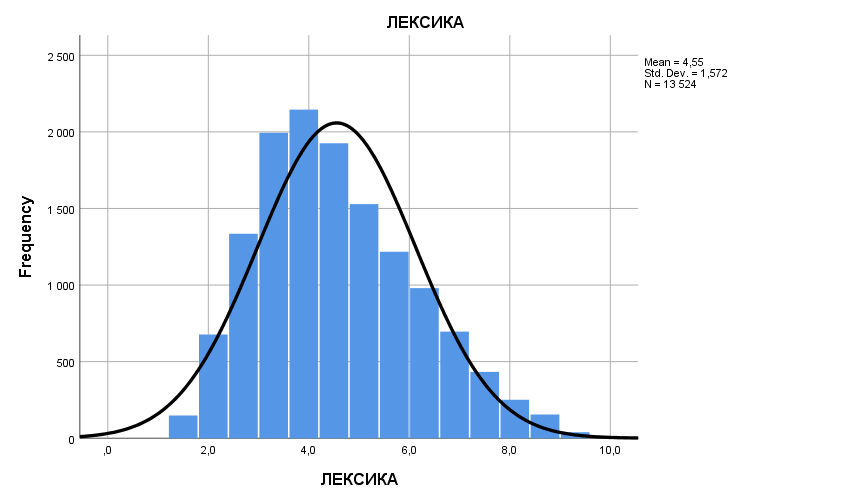 ЛЕКСИКА
Mean = 4,55
Std. Dev. = 1,572
N = 13 524
2 500
2 000
1 500
1 000
500
0
Frequency
,0
2,0
4,0
6,0
8,0
10,0
ЛЕКСИКА